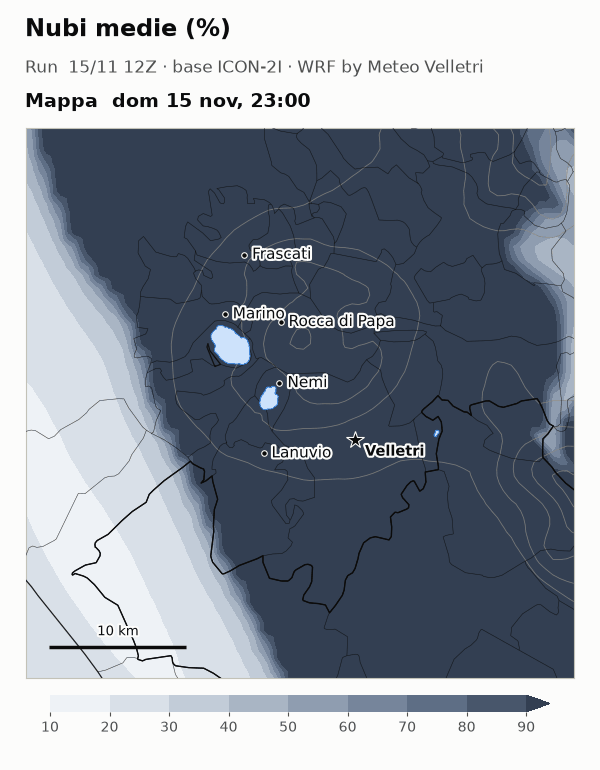 Nubi medie (%)
Run  15/11 12Z · base ICON-2I · WRF by Meteo Velletri
Mappa  dom 15 nov, 23:00
Frascati
Marino
Rocca di Papa
Nemi
Velletri
Lanuvio
10 km
10 20 30 40 50 60 70 80 90